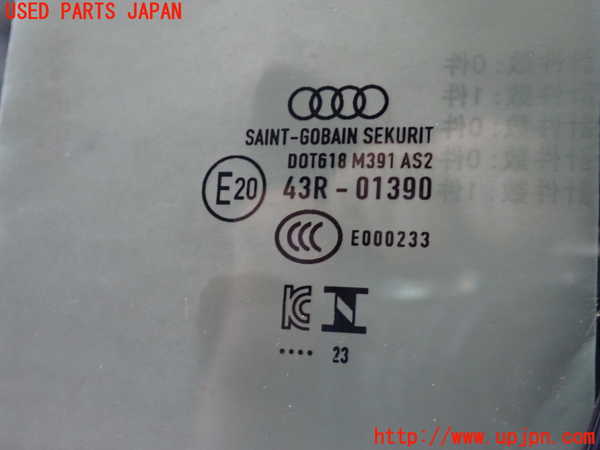 USED PARTS JAPAN
SAINT-GOBAIN SEKURIT
DOT618 M391 AS2
E20 43R-01390
CCC E000233
KC N
•••• 23
http://www.upjpn.com